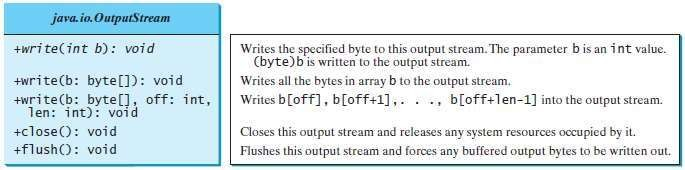 java.io.OutputStream
+write(int b): void
Writes the specified byte to this output stream. The parameter b is an int value.
(byte)b is written to the output stream.
+write(b: byte[]): void
Writes all the bytes in array b to the output stream.
+write(b: byte[], off: int,
len: int): void
Writes b[off], b[off+1],. . ., b[off+len-1] into the output stream.
+close(): void
Closes this output stream and releases any system resources occupied by it.
+flush(): void
Flushes this output stream and forces any buffered output bytes to be written out.